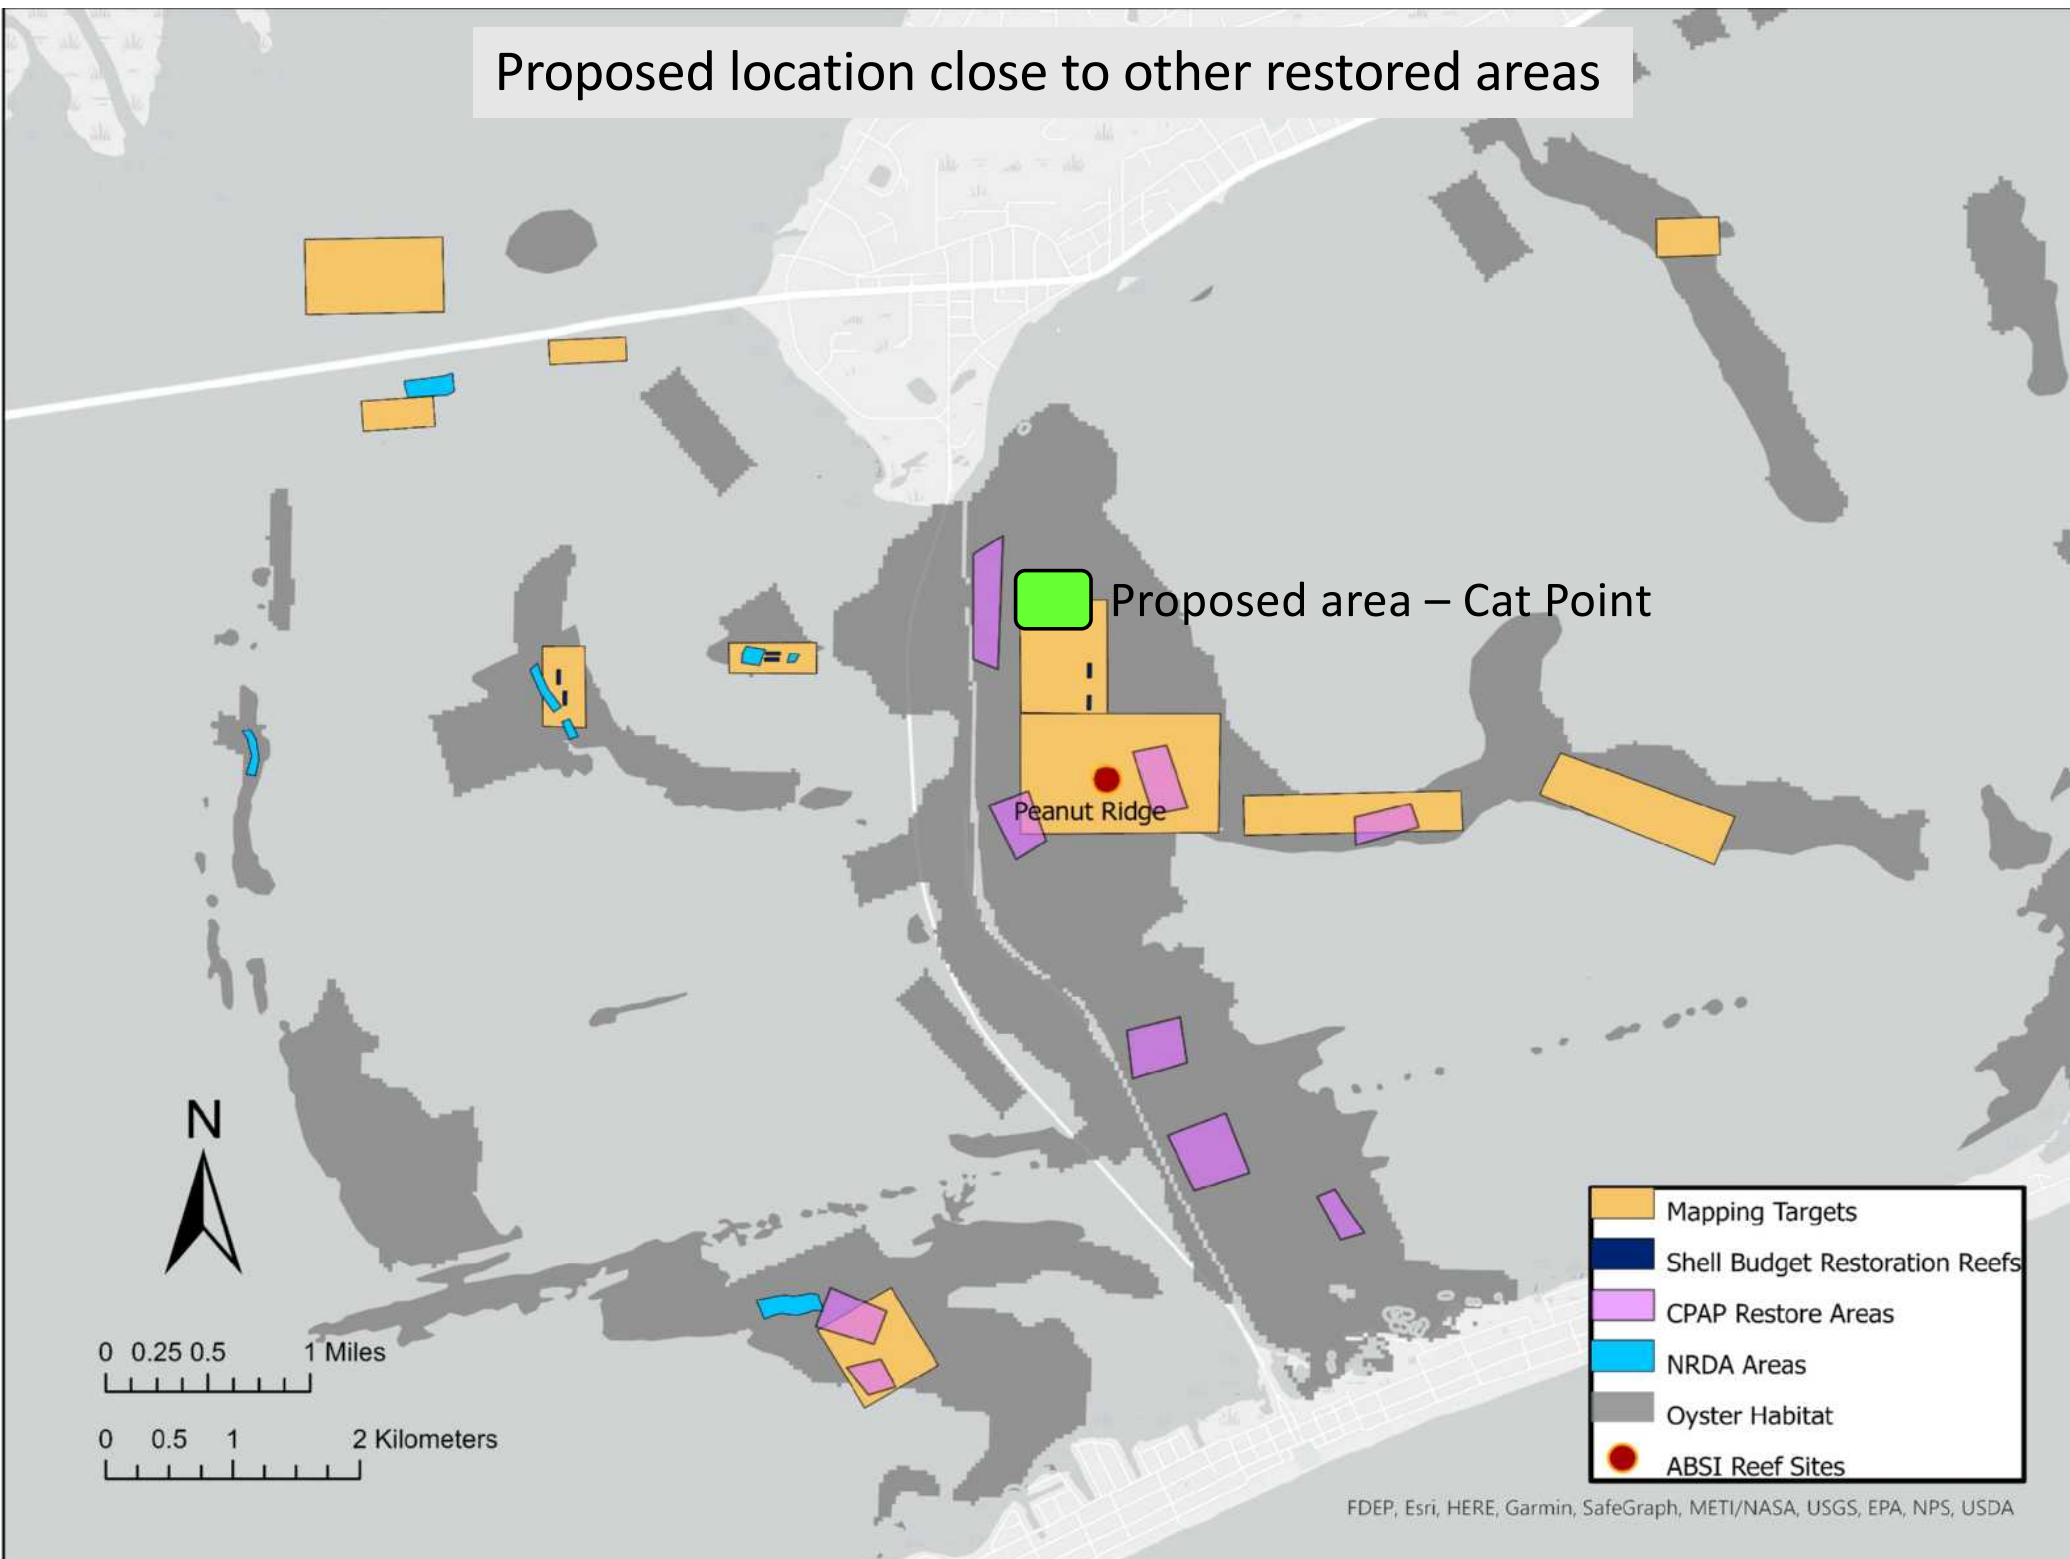 Proposed location close to other restored areas
Proposed area – Cat Point
Peanut Ridge
N
0 0.25 0.5 1 Miles
0 0.5 1 2 Kilometers
Mapping Targets
Shell Budget Restoration Reefs
CPAP Restore Areas
NRDA Areas
Oyster Habitat
ABSI Reef Sites
FDEP, Esri, HERE, Garmin, SafeGraph, METI/NASA, USGS, EPA, NPS, USDA